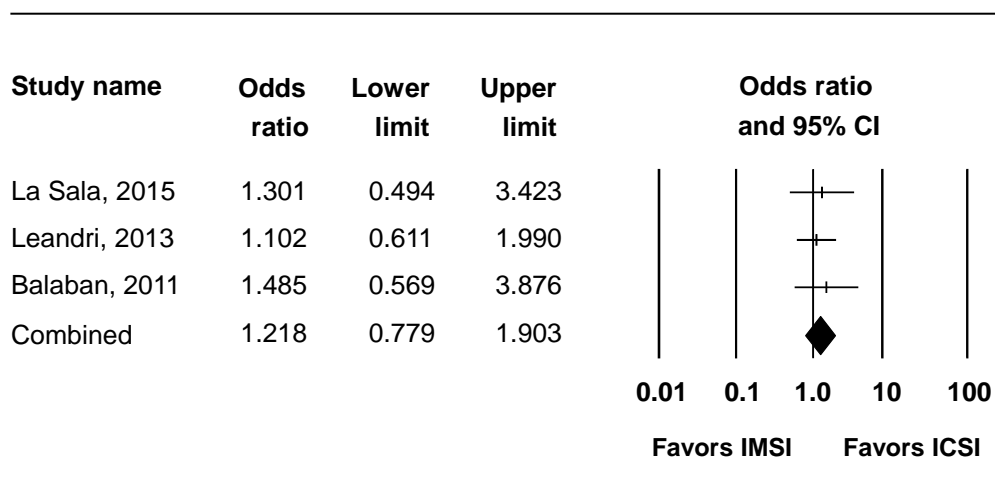 Study name Odds ratio Lower limit Upper limit Odds ratio and 95% CI
La Sala, 2015 1.301 0.494 3.423
Leandri, 2013 1.102 0.611 1.990
Balaban, 2011 1.485 0.569 3.876
Combined 1.218 0.779 1.903
0.01 0.1 1.0 10 100
Favors IMSI Favors ICSI